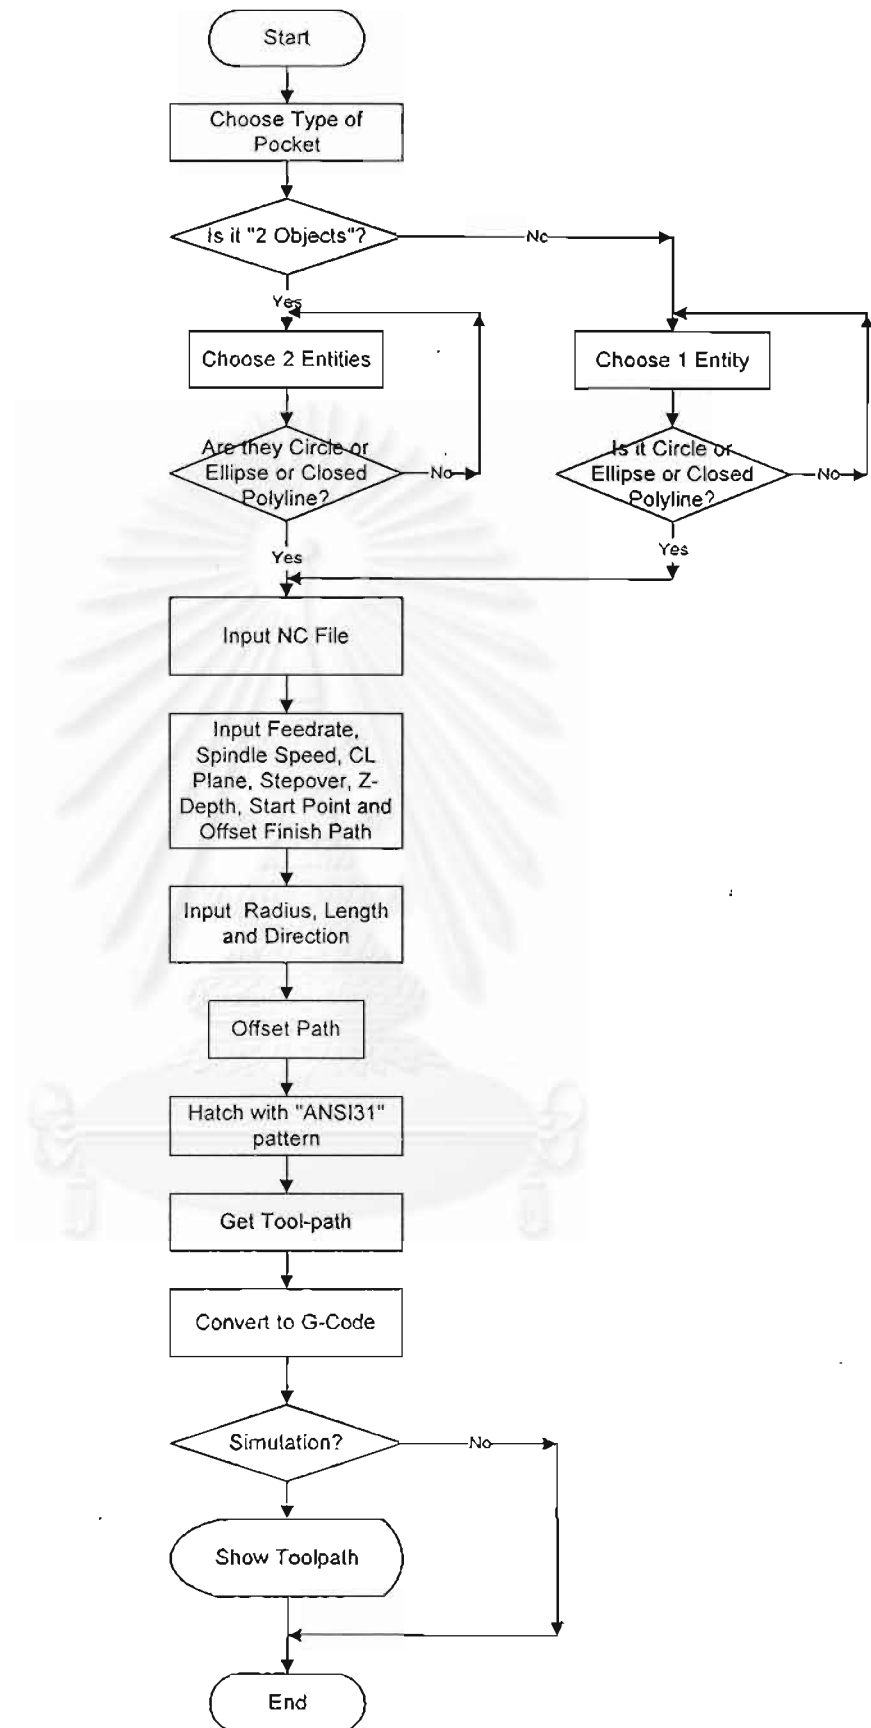 Start
Choose Type of
Pocket
Is it "2 Objects"?
No
Yes
Choose 2 Entities
Choose 1 Entity
Are they Circle or
Ellipse or Closed
Polyline?
No
Is it Circle or
Ellipse or Closed
Polyline?
No
Yes
Yes
Input NC File
Input Feedrate,
Spindle Speed, CL
Plane, Stepover, Z-
Depth, Start Point and
Offset Finish Path
Input Radius, Length
and Direction
Offset Path
Hatch with "ANSI31"
pattern
Get Tool-path
Convert to G-Code
Simulation?
No
Show Toolpath
End